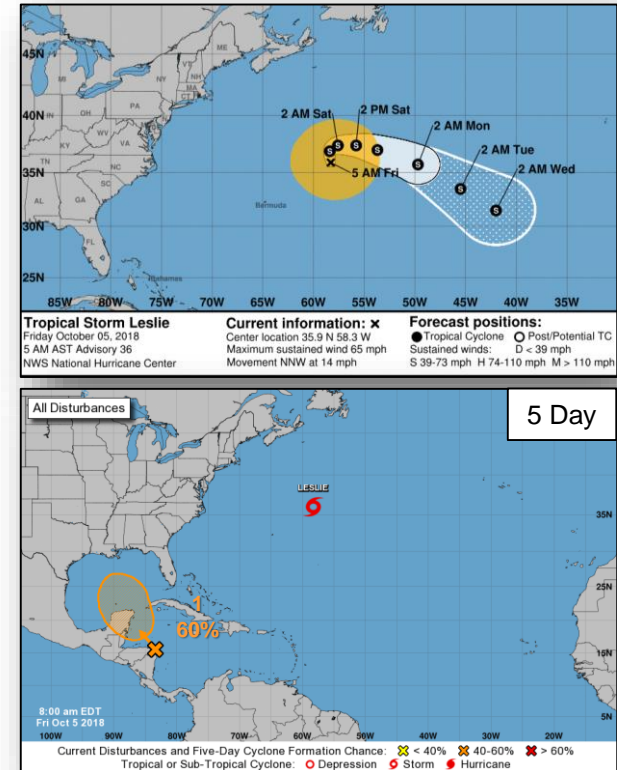 45N
40N
35N
30N
25N
MI
NY
VT
NH
MA
CT
PA
IN
OH
WV
KY
VA
TN
NC
SC
AL
GA
FL
Bermuda
Bahamas
2 AM Sat
2 PM Sat
2 AM Mon
5 AM Fri
2 AM Tue
2 AM Wed
S
S
S
S
S
S
S
85W 80W 75W 70W 65W 60W 55W 50W 45W 40W 35W
Tropical Storm Leslie
Friday October 05, 2018
5 AM AST Advisory 36
NWS National Hurricane Center
Current information: x
Center location 35.9 N 58.3 W
Maximum sustained wind 65 mph
Movement NNW at 14 mph
Forecast positions:
Tropical Cyclone Post/Potential TC
Sustained winds: D < 39 mph
S 39-73 mph H 74-110 mph M > 110 mph
All Disturbances
5 Day
LESLIE
35N
25N
1
60%
15N
5N
8:00 am EDT
Fri Oct 5 2018
100W 90W 80W 70W 60W 50W 40W 30W 20W
Current Disturbances and Five-Day Cyclone Formation Chance: < 40% 40-60% > 60%
Tropical or Sub-Tropical Cyclone: Depression Storm Hurricane